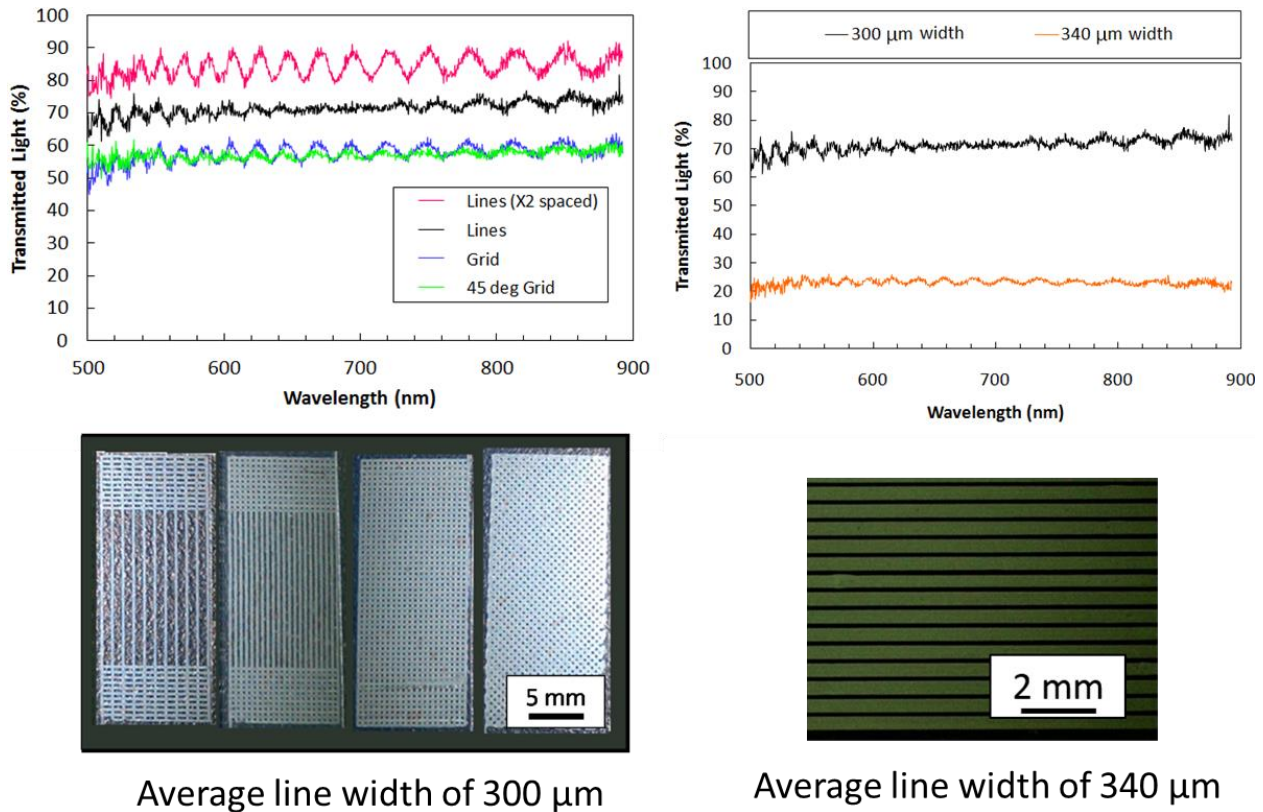 100
90
80
70
60
50
40
30
20
10
0
Transmitted Light (%)
Lines (X2 spaced)
Lines
Grid
45 deg Grid
500 600 700 800 900
Wavelength (nm)
300 μm width 340 μm width
100
90
80
70
60
50
40
30
20
10
0
Transmitted Light (%)
500 600 700 800 900
Wavelength (nm)
5 mm
2 mm
Average line width of 300 μm
Average line width of 340 μm